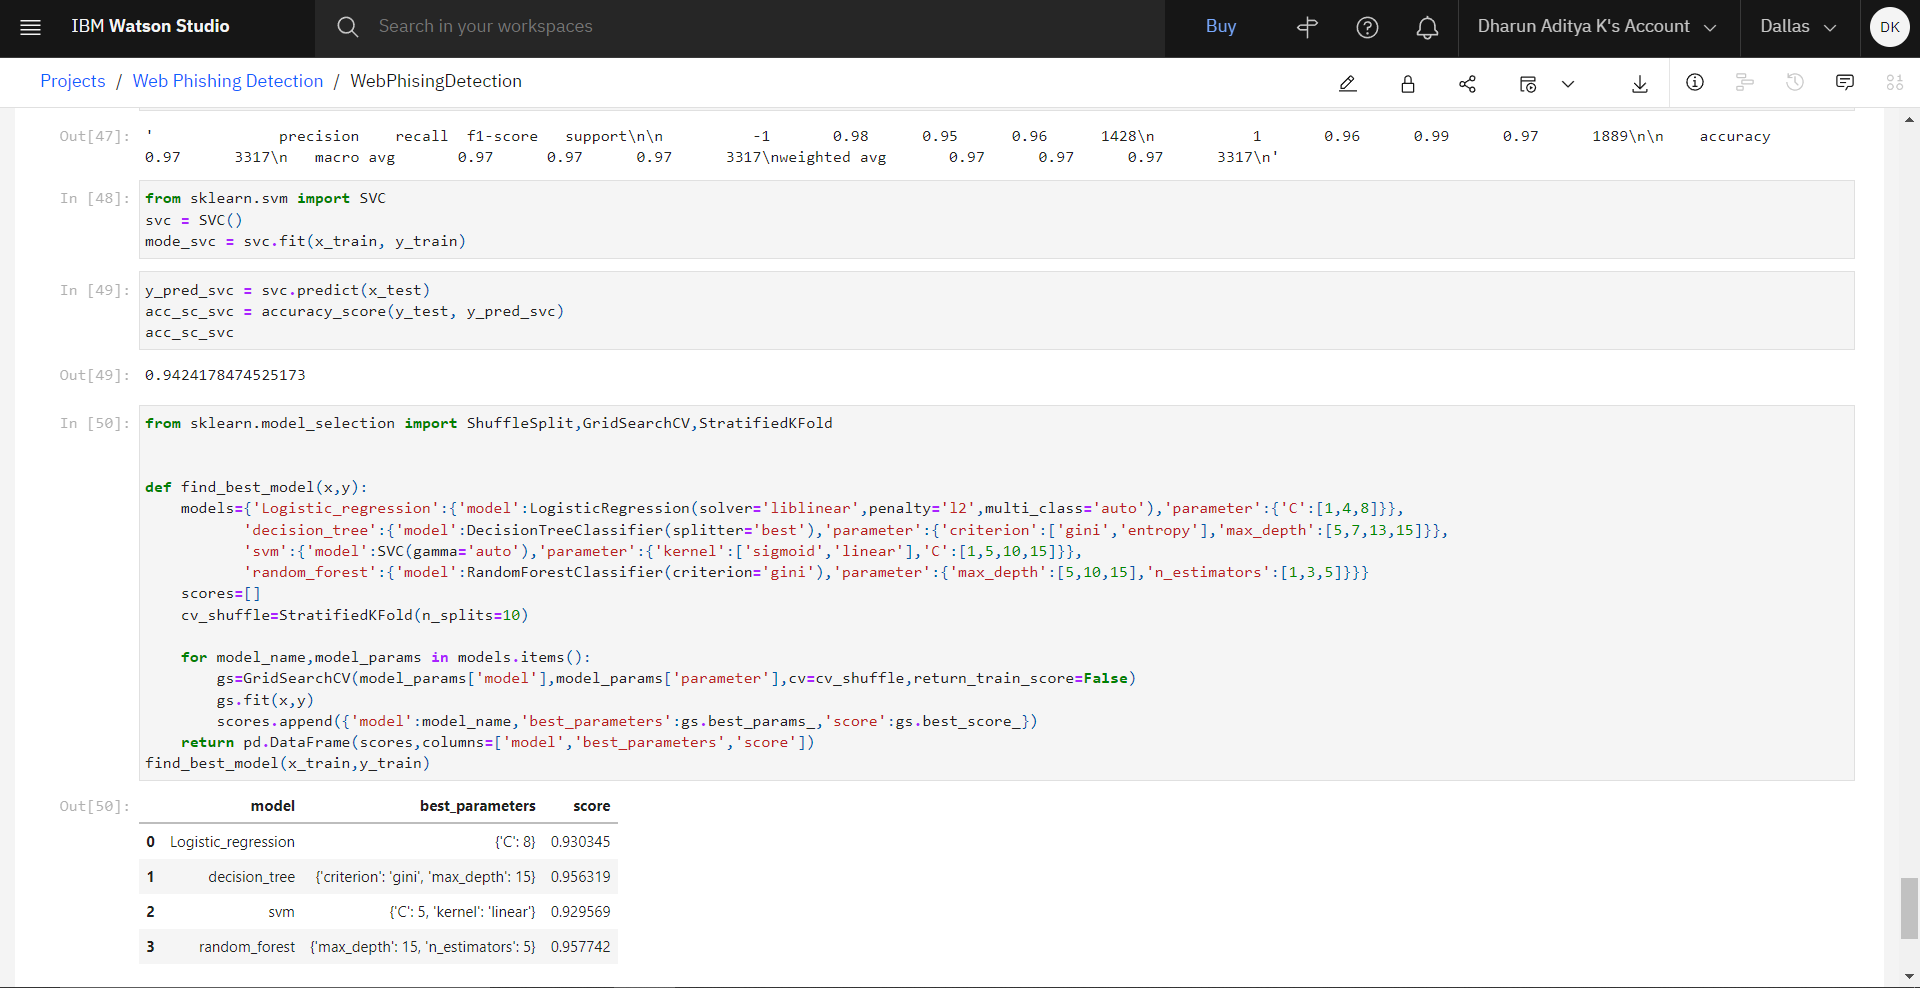 IBM Watson Studio
Search in your workspaces
Buy
Dharun Aditya K's Account
Dallas
DK
Projects / Web Phishing Detection / WebPhisingDetection
Out[47]: '              precision    recall  f1-score   support\n\n          -1       0.98      0.95      0.96      1428\n           1       0.96      0.99      0.97      1889\n\n    accuracy
0.97      3317\n   macro avg       0.97      0.97      0.97      3317\nweighted avg       0.97      0.97      0.97      3317\n'
In [48]: from sklearn.svm import SVC
svc = SVC()
mode_svc = svc.fit(x_train, y_train)
In [49]: y_pred_svc = svc.predict(x_test)
acc_sc_svc = accuracy_score(y_test, y_pred_svc)
acc_sc_svc
Out[49]: 0.9424178474525173
In [50]: from sklearn.model_selection import ShuffleSplit,GridSearchCV,StratifiedKFold
def find_best_model(x,y):
    models={'Logistic_regression':{'model':LogisticRegression(solver='liblinear',penalty='l2',multi_class='auto'),'parameter':{'C':[1,4,8]}},
           'decision_tree':{'model':DecisionTreeClassifier(splitter='best'),'parameter':{'criterion':['gini','entropy'],'max_depth':[5,7,13,15]}},
           'svm':{'model':SVC(gamma='auto'),'parameter':{'kernel':['sigmoid','linear'],'C':[1,5,10,15]}},
           'random_forest':{'model':RandomForestClassifier(criterion='gini'),'parameter':{'max_depth':[5,10,15],'n_estimators':[1,3,5]}}}
    scores=[]
    cv_shuffle=StratifiedKFold(n_splits=10)
    for model_name,model_params in models.items():
        gs=GridSearchCV(model_params['model'],model_params['parameter'],cv=cv_shuffle,return_train_score=False)
        gs.fit(x,y)
        scores.append({'model':model_name,'best_parameters':gs.best_params_,'score':gs.best_score_})
    return pd.DataFrame(scores,columns=['model','best_parameters','score'])
find_best_model(x_train,y_train)
Out[50]: model best_parameters score
0 Logistic_regression {'C': 8} 0.930345
1 decision_tree {'criterion': 'gini', 'max_depth': 15} 0.956319
2 svm {'C': 5, 'kernel': 'linear'} 0.929569
3 random_forest {'max_depth': 15, 'n_estimators': 5} 0.957742